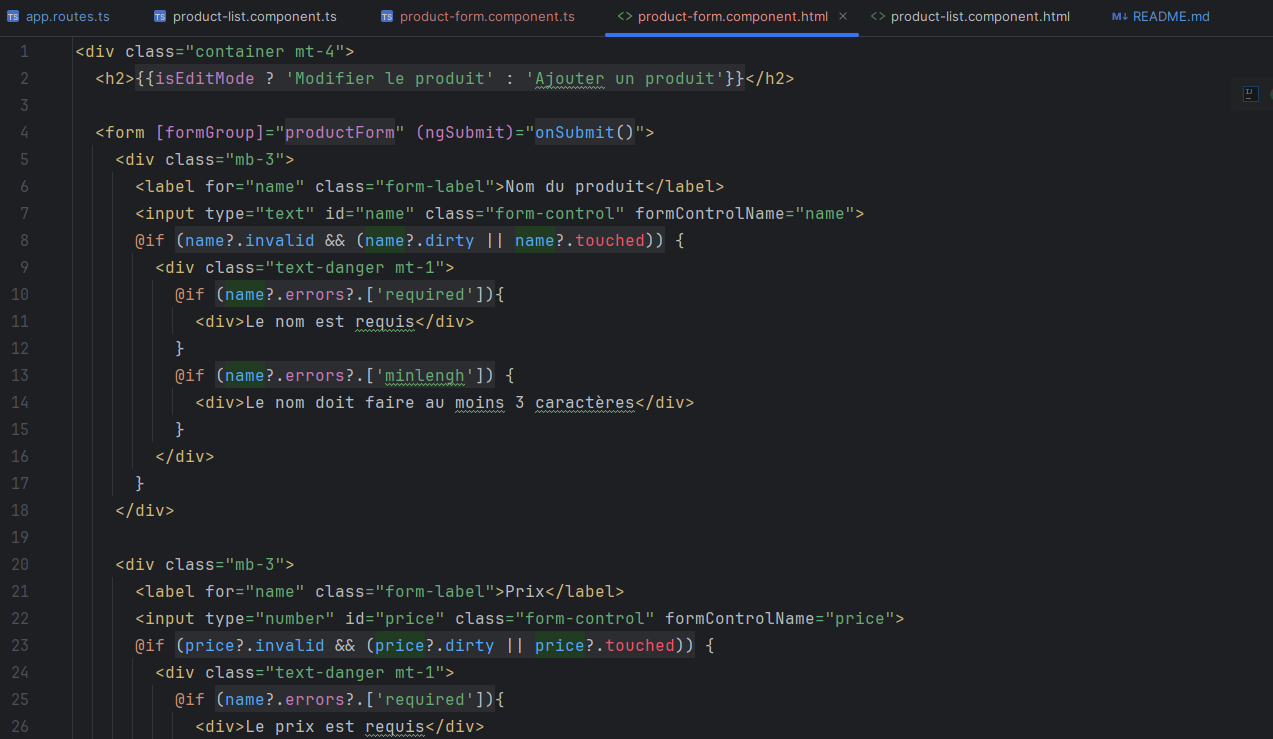 app.routes.ts product-list.component.ts product-form.component.ts product-form.component.html product-list.component.html README.md
1 <div class="container mt-4">
2 <h2>{{isEditMode ? 'Modifier le produit' : 'Ajouter un produit'}}</h2>
3
4 <form [formGroup]="productForm" (ngSubmit)="onSubmit()">
5 <div class="mb-3">
6 <label for="name" class="form-label">Nom du produit</label>
7 <input type="text" id="name" class="form-control" formControlName="name">
8 @if (name?.invalid && (name?.dirty || name?.touched)) {
9 <div class="text-danger mt-1">
10 @if (name?.errors?.['required']){
11 <div>Le nom est requis</div>
12 }
13 @if (name?.errors?.['minlengh']) {
14 <div>Le nom doit faire au moins 3 caractères</div>
15 }
16 </div>
17 }
18 </div>
19
20 <div class="mb-3">
21 <label for="name" class="form-label">Prix</label>
22 <input type="number" id="price" class="form-control" formControlName="price">
23 @if (price?.invalid && (price?.dirty || price?.touched)) {
24 <div class="text-danger mt-1">
25 @if (name?.errors?.['required']){
26 <div>Le prix est requis</div>